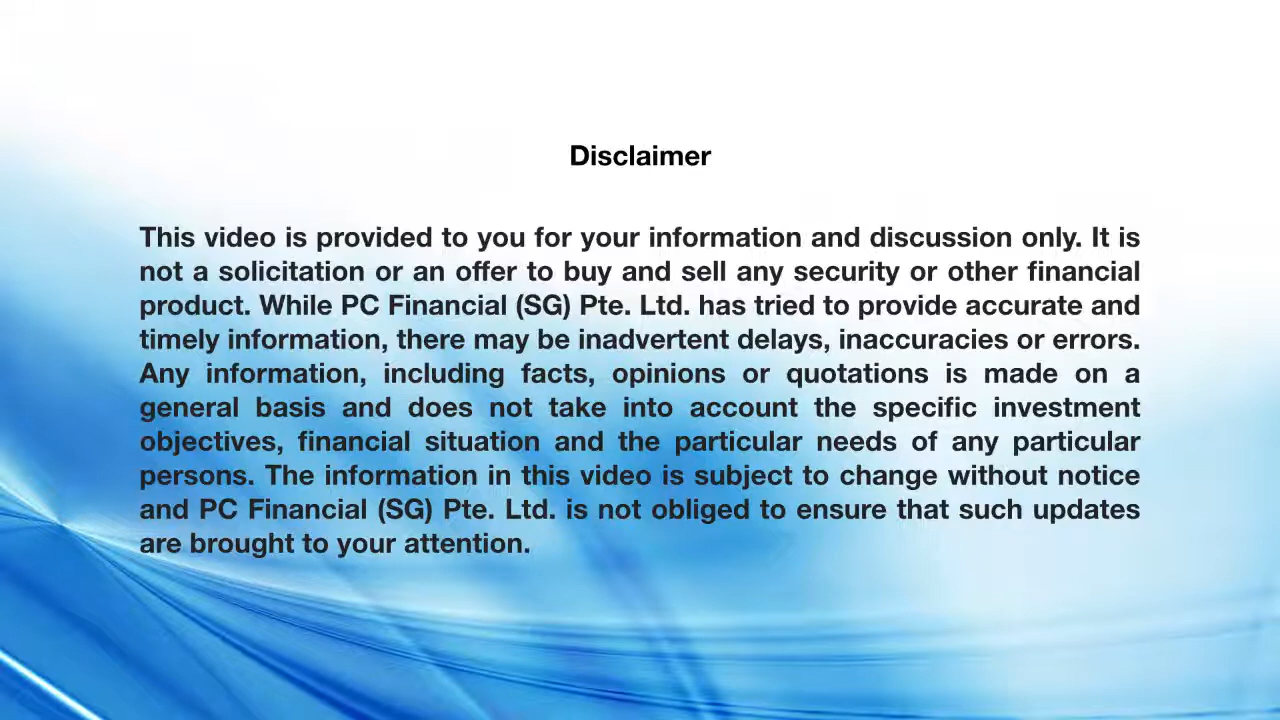 Disclaimer
This video is provided to you for your information and discussion only. It is
not a solicitation or an offer to buy and sell any security or other financial
product. While PC Financial (SG) Pte. Ltd. has tried to provide accurate and
timely information, there may be inadvertent delays, inaccuracies or errors.
Any information, including facts, opinions or quotations is made on a
general basis and does not take into account the specific investment
objectives, financial situation and the particular needs of any particular
persons. The information in this video is subject to change without notice
and PC Financial (SG) Pte. Ltd. is not obliged to ensure that such updates
are brought to your attention.